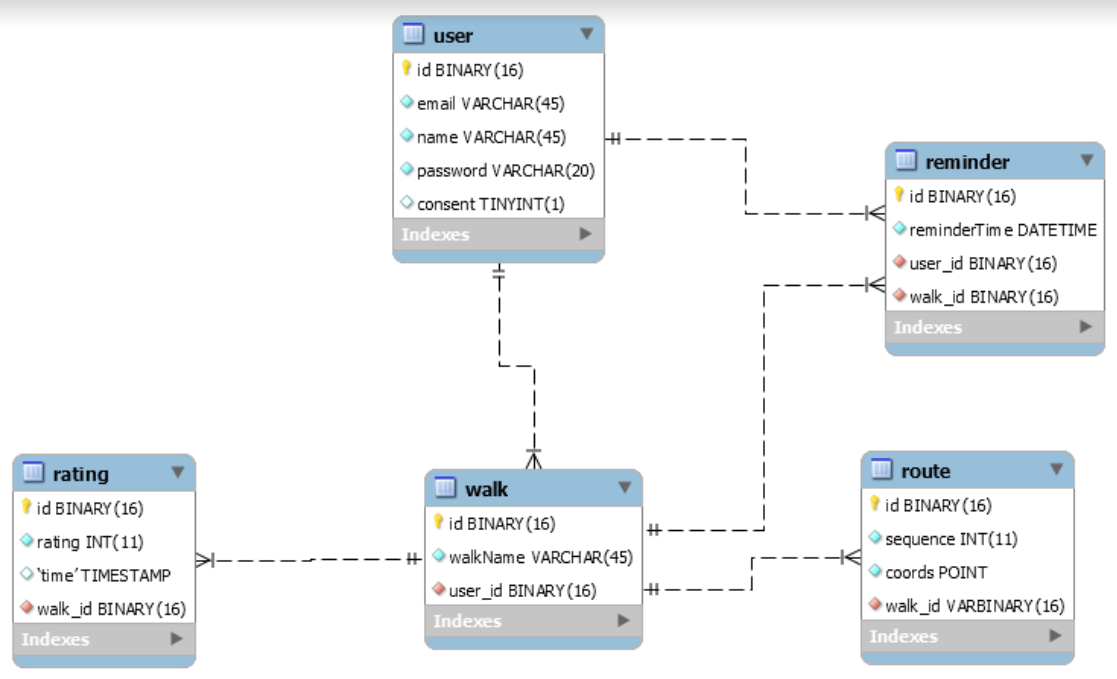 user
id BINARY(16)
email VARCHAR(45)
name VARCHAR(45)
password VARCHAR(20)
consent TINYINT(1)
Indexes
reminder
id BINARY(16)
reminderTime DATETIME
user_id BINARY(16)
walk_id BINARY(16)
Indexes
rating
id BINARY(16)
rating INT(11)
'time' TIMESTAMP
walk_id BINARY(16)
Indexes
walk
id BINARY(16)
walkName VARCHAR(45)
user_id BINARY(16)
Indexes
route
id BINARY(16)
sequence INT(11)
coords POINT
walk_id VARBINARY(16)
Indexes